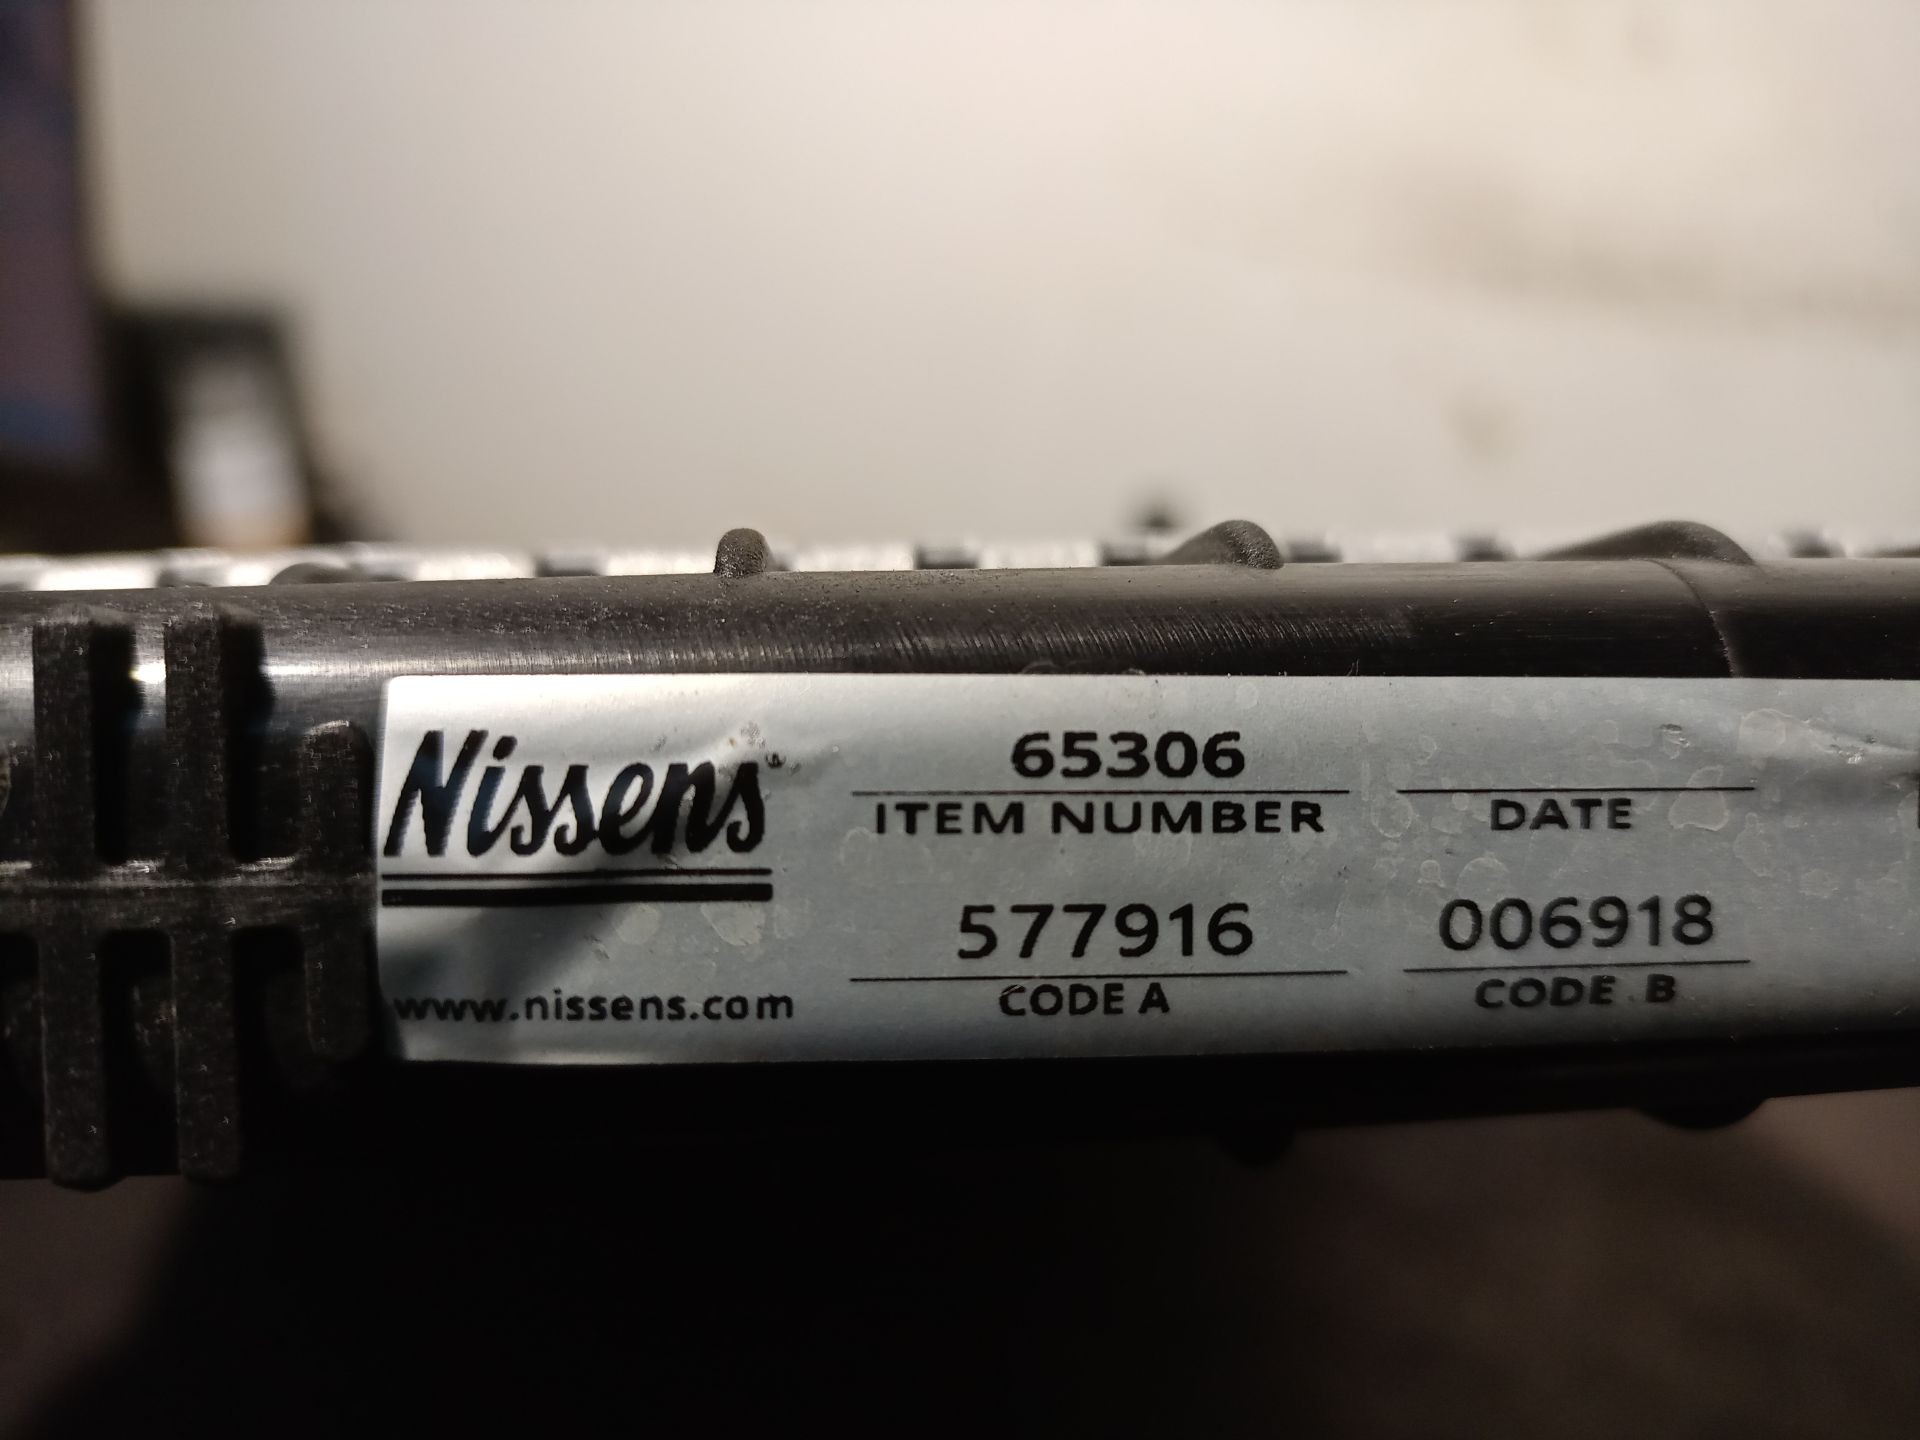 Nissens
www.nissens.com
65306
ITEM NUMBER
577916
CODE A
DATE
006918
CODE B